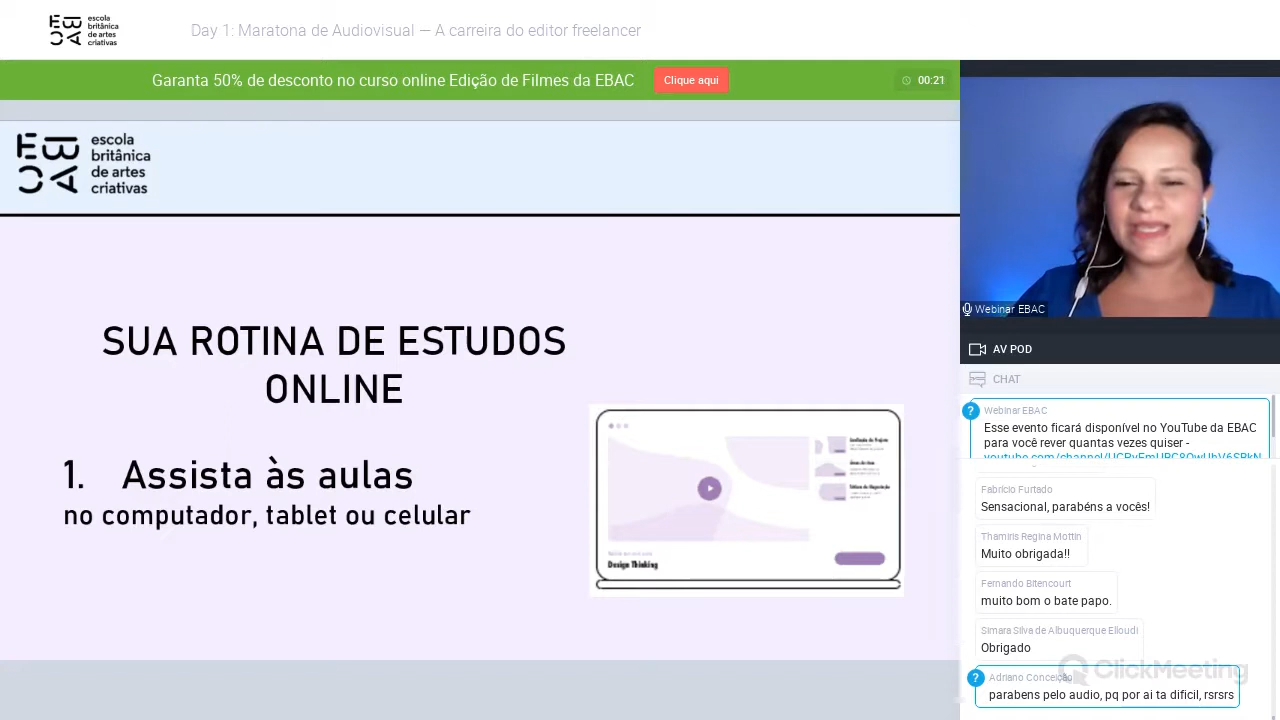 escola
britânica
de artes
criativas
Day 1: Maratona de Audiovisual — A carreira do editor freelancer
Garanta 50% de desconto no curso online Edição de Filmes da EBAC
Clique aqui
00:21
EBAC
escola
britânica
de artes
criativas
SUA ROTINA DE ESTUDOS
ONLINE
1. Assista às aulas
no computador, tablet ou celular
Design Thinking
Webinar EBAC
AV POD
CHAT
Webinar EBAC
Esse evento ficará disponível no YouTube da EBAC
para você rever quantas vezes quiser -
Fabrício Furtado
Sensacional, parabéns a vocês!
Thamiris Regina Mottin
Muito obrigada!!
Fernando Bitencourt
muito bom o bate papo.
Simara Silva de Albuquerque Elloudi
Obrigado
ClickMeeting
Adriano Conceição
parabens pelo audio, pq por ai ta dificil, rsrsrs